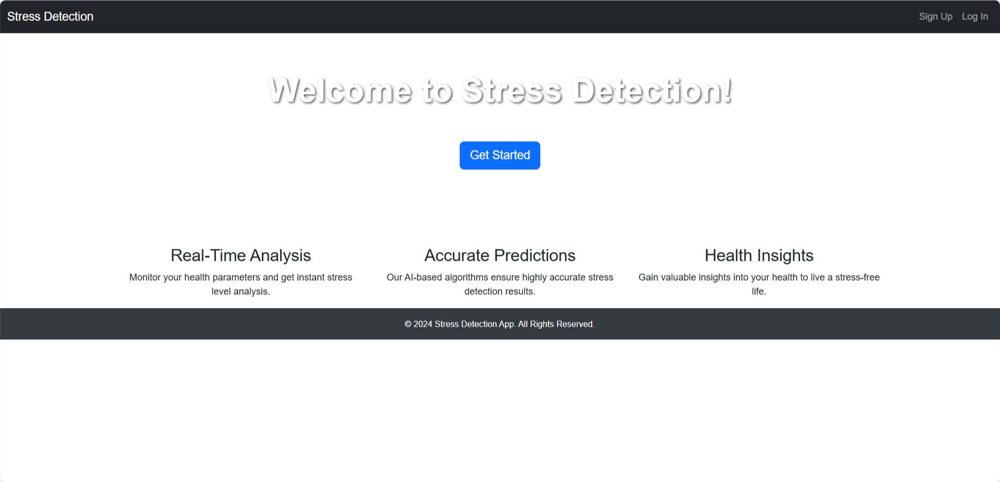 Stress Detection
Sign Up Log In
Welcome to Stress Detection!
Get Started
Real-Time Analysis
Monitor your health parameters and get instant stress
level analysis.
Accurate Predictions
Our AI-based algorithms ensure highly accurate stress
detection results.
Health Insights
Gain valuable insights into your health to live a stress-free
life.
© 2024 Stress Detection App. All Rights Reserved.